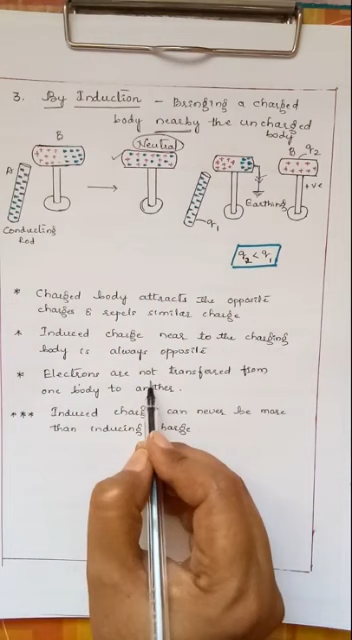 3. By Induction - Bringing a charged
body nearby the uncharged
body
B
Neutral
B q2
A
+ve
Earthing
q1
Conducting
Rod
q2 < q1
* Charged body attracts the opposite
charges & repels similar charge
* Induced charge near to the charging
body is always opposite
* Electrons are not transfered from
one body to another.
*** Induced charge can never be more
than inducing charge